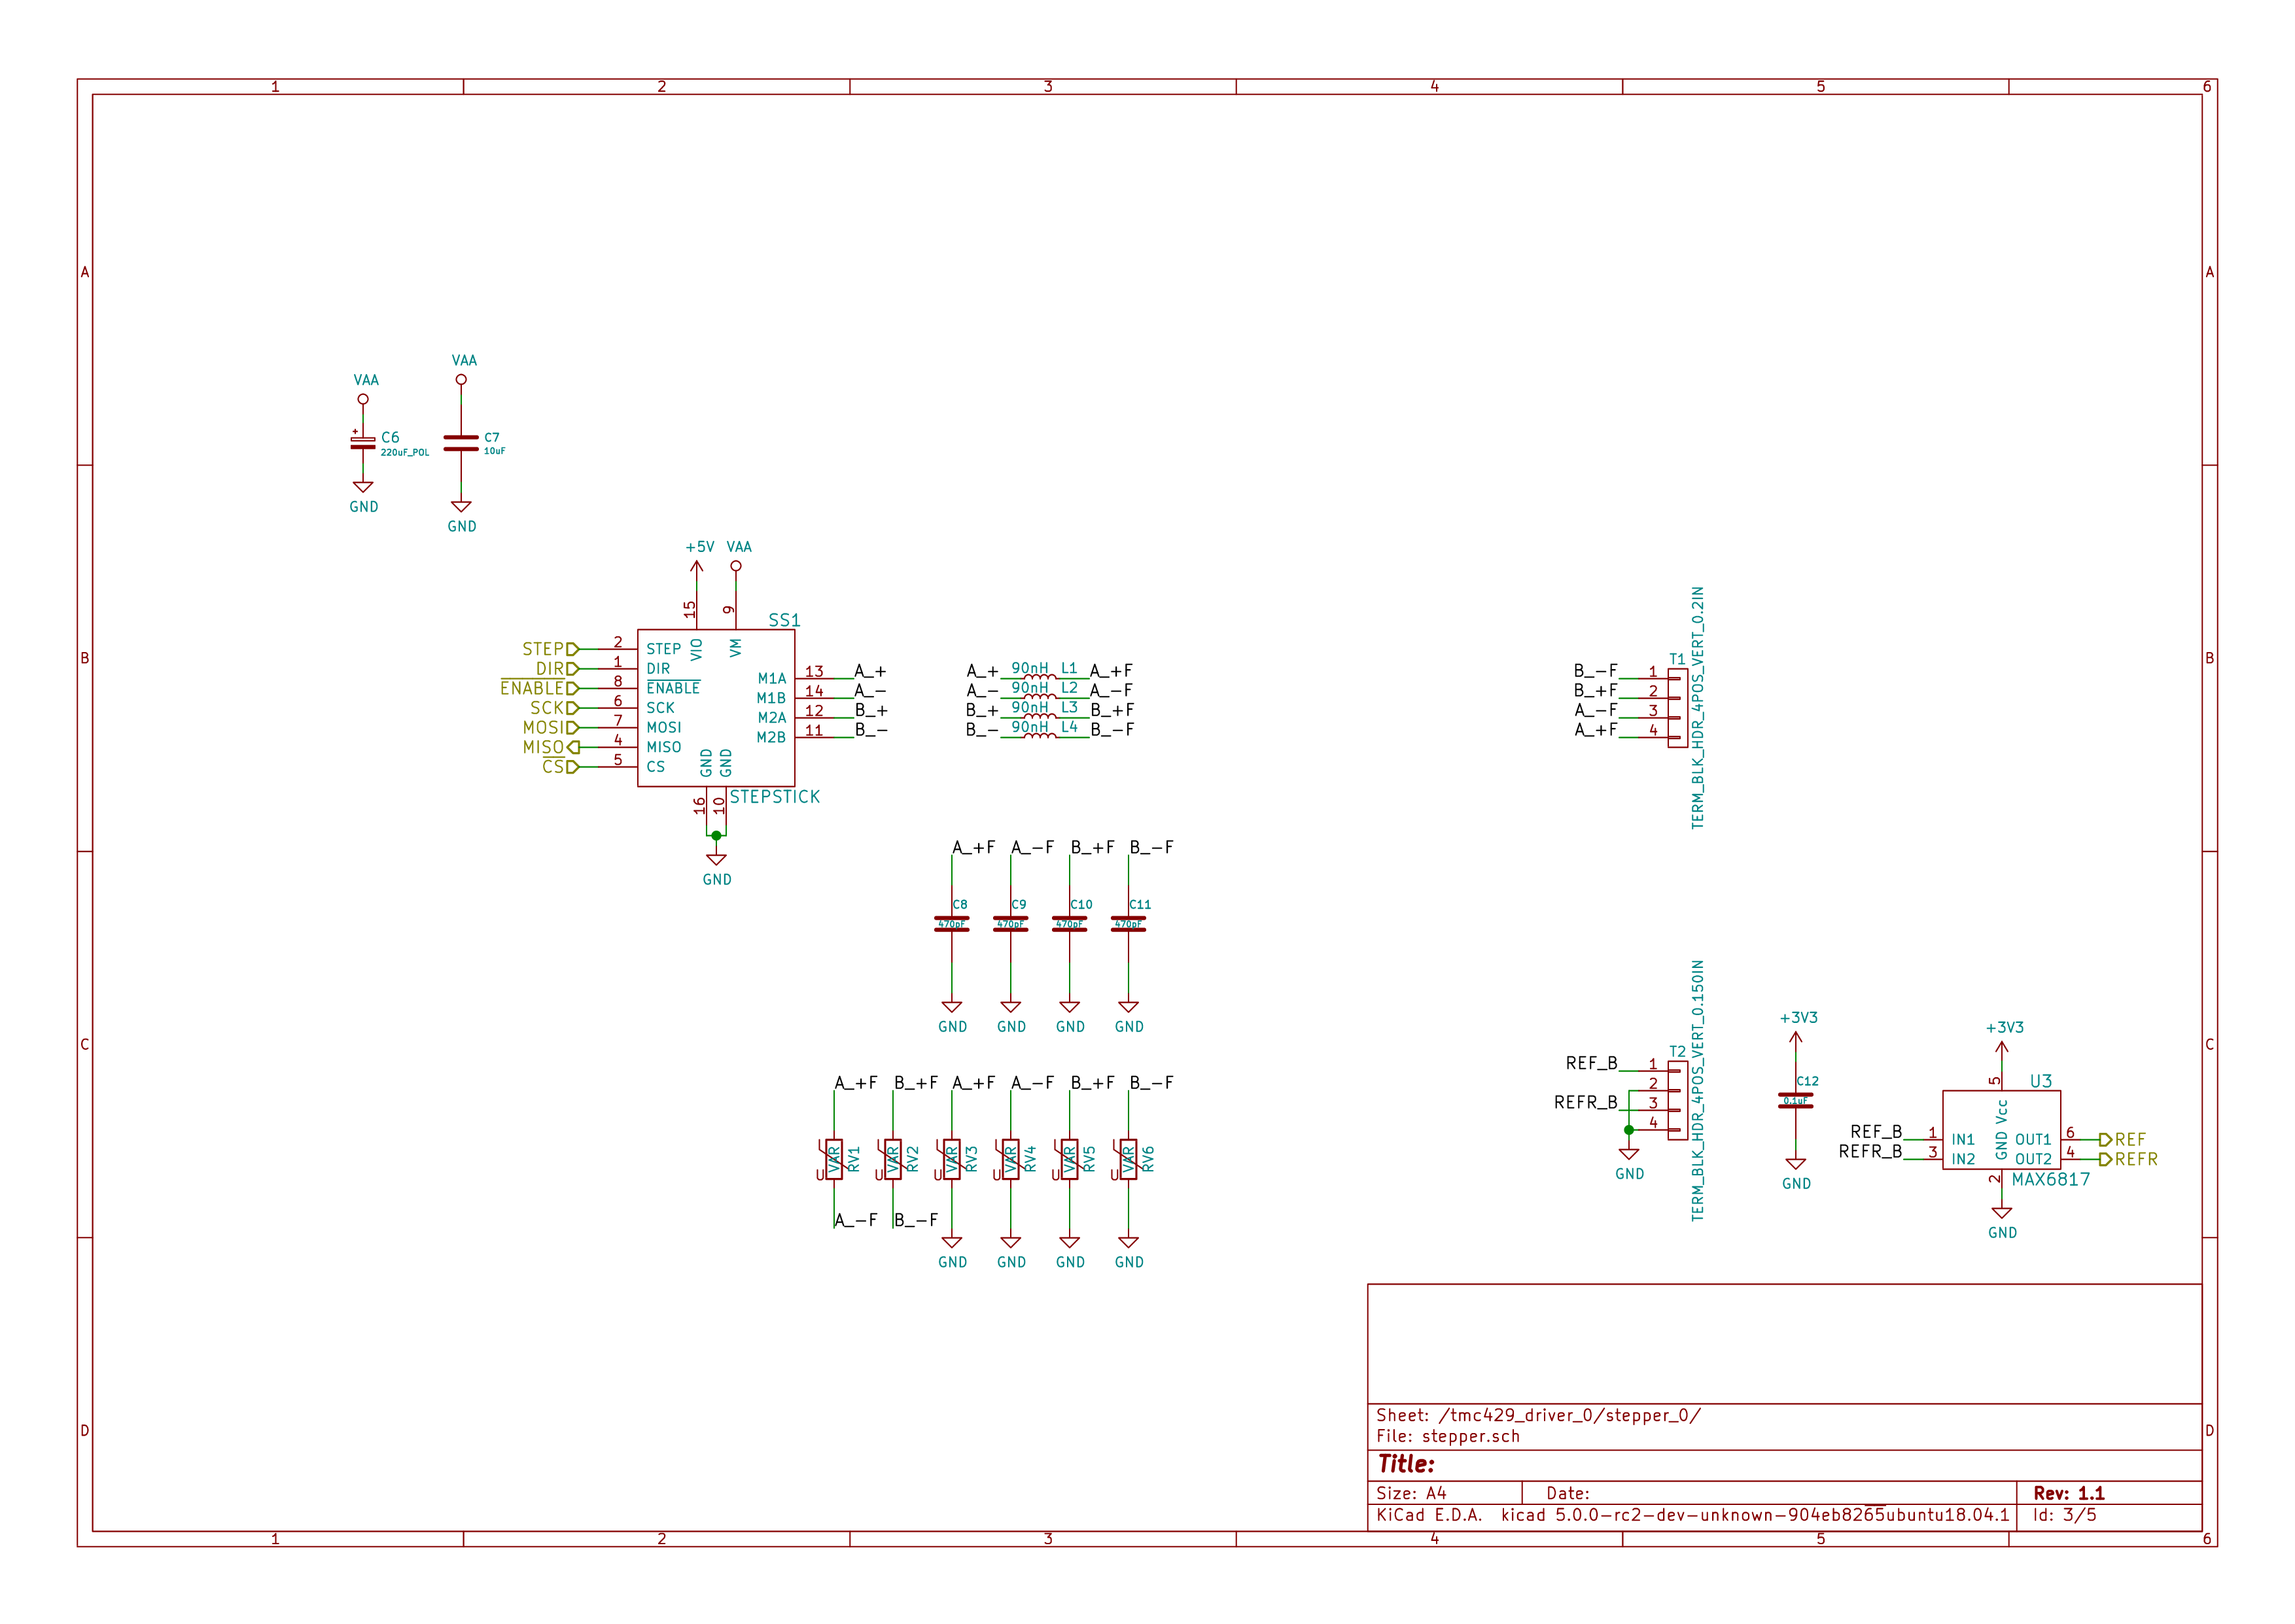 1 2 3 4 5 6
A A
VAA
VAA
C6
220uF_POL
C7
10uF
GND
GND
B B
+5V VAA
15 9
SS1
STEP 2 STEP
DIR 1 DIR
ENABLE 8 ENABLE
SCK 6 SCK
MOSI 7 MOSI
MISO 4 MISO
CS 5 CS
VIO VM
M1A 13 A_+
M1B 14 A_-
M2A 12 B_+
M2B 11 B_-
GND GND
16 10
STEPSTICK
GND
A_+ 90nH L1 A_+F
A_- 90nH L2 A_-F
B_+ 90nH L3 B_+F
B_- 90nH L4 B_-F
T1
B_-F 1
B_+F 2
A_-F 3
A_+F 4
TERM_BLK_HDR_4POS_VERT_0.2IN
A_+F A_-F B_+F B_-F
C8 C9 C10 C11
470pF 470pF 470pF 470pF
GND GND GND GND
C C
T2
REF_B 1
2
REFR_B 3
4
GND
TERM_BLK_HDR_4POS_VERT_0.150IN
+3V3
C12
0.1uF
GND
+3V3
5
U3
REF_B 1 IN1
REFR_B 3 IN2
GND Vcc
OUT1 6 REF
OUT2 4 REFR
2
MAX6817
GND
A_+F B_+F A_+F A_-F B_+F B_-F
U VAR RV1
U VAR RV2
U VAR RV3
U VAR RV4
U VAR RV5
U VAR RV6
A_-F B_-F
GND GND GND GND
D D
Sheet: /tmc429_driver_0/stepper_0/
File: stepper.sch
Title:
Size: A4 Date: Rev: 1.1
KiCad E.D.A. kicad 5.0.0-rc2-dev-unknown-904eb8265ubuntu18.04.1 Id: 3/5
1 2 3 4 5 6